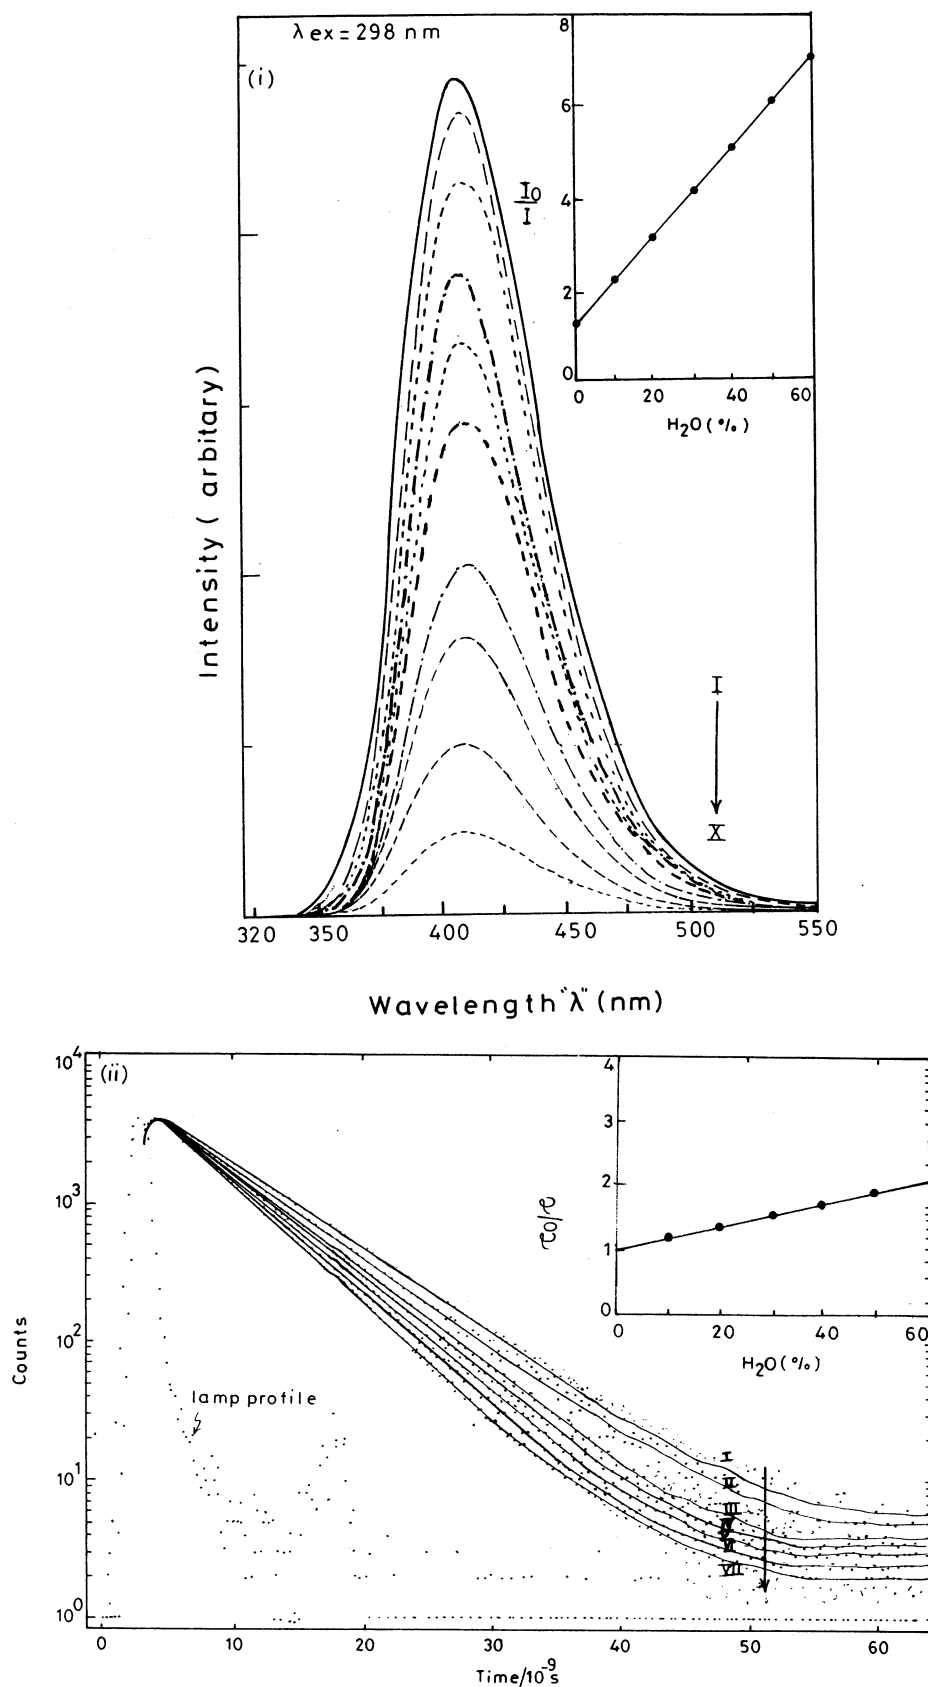 λ ex = 298 nm
(i)
8
6
4
2
0
I0
I
0 20 40 60
H2O (%)
Intensity ( arbitary)
I
X
320 350 400 450 500 550
Wavelength "λ" (nm)
(ii)
10^4
10^3
10^2
10^1
10^0
Counts
lamp profile
4
3
2
1
0
τ0/τ
0 20 40 60
H2O (%)
I
II
III
VII
0 10 20 30 40 50 60
Time/10^-9 s